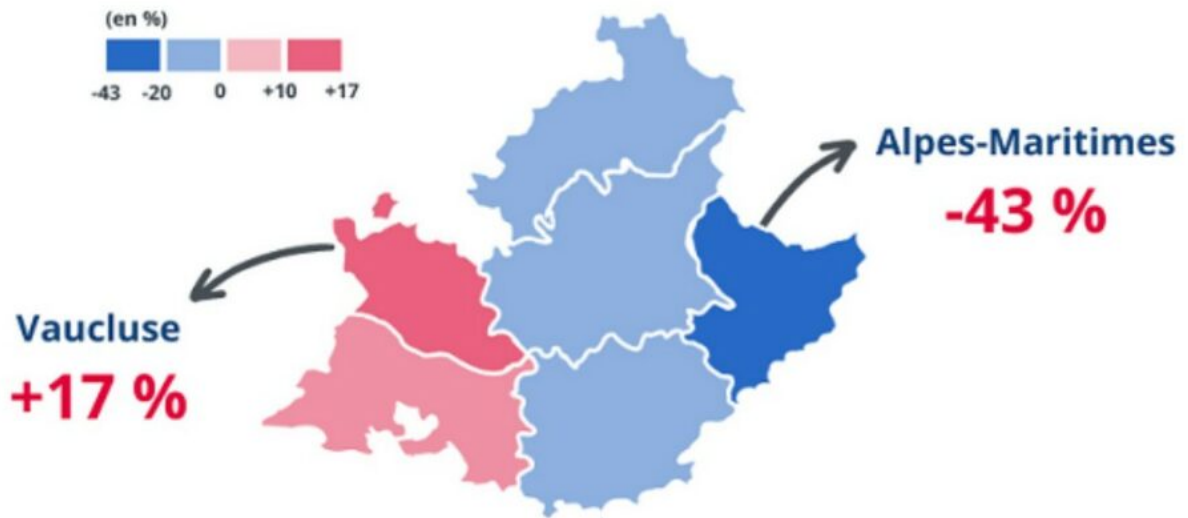 (en %)
-43 -20 0 +10 +17
Alpes-Maritimes
-43 %
Vaucluse
+17 %